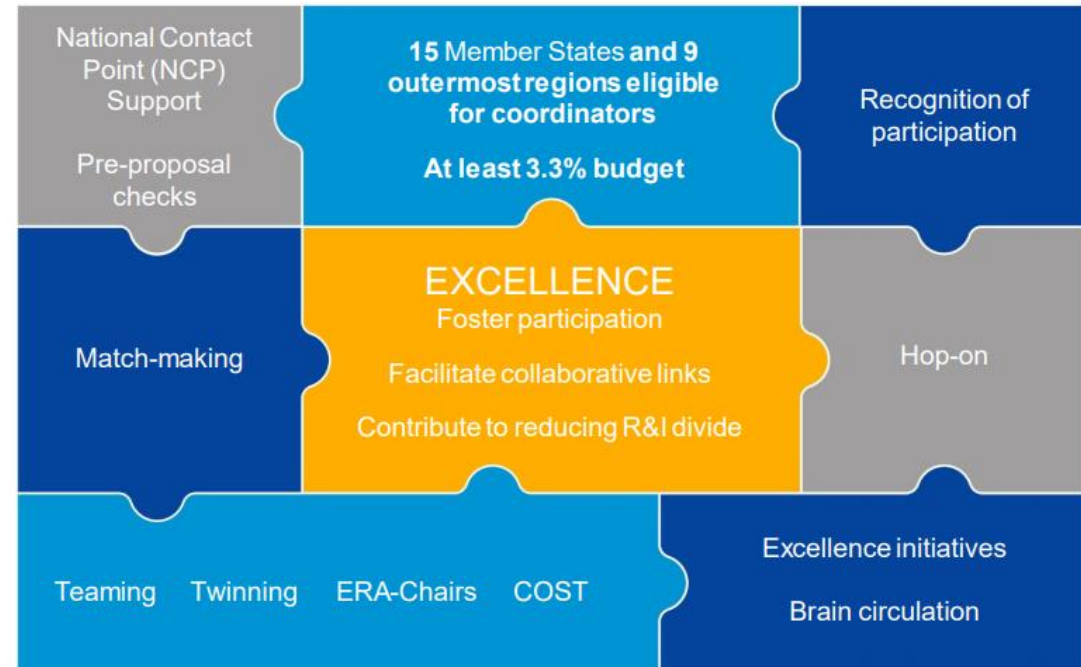 National Contact
Point (NCP)
Support
Pre-proposal
checks
15 Member States and 9
outermost regions eligible
for coordinators
At least 3.3% budget
Recognition of
participation
Match-making
EXCELLENCE
Foster participation
Facilitate collaborative links
Contribute to reducing R&I divide
Hop-on
Teaming Twinning ERA-Chairs COST
Excellence initiatives
Brain circulation